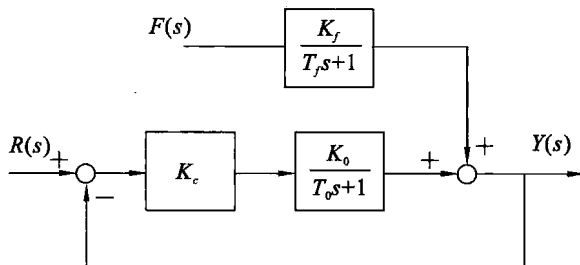 F(s)
K_f
T_f s+1
R(s)
+
−
K_c
K_0
T_0 s+1
+
+
Y(s)